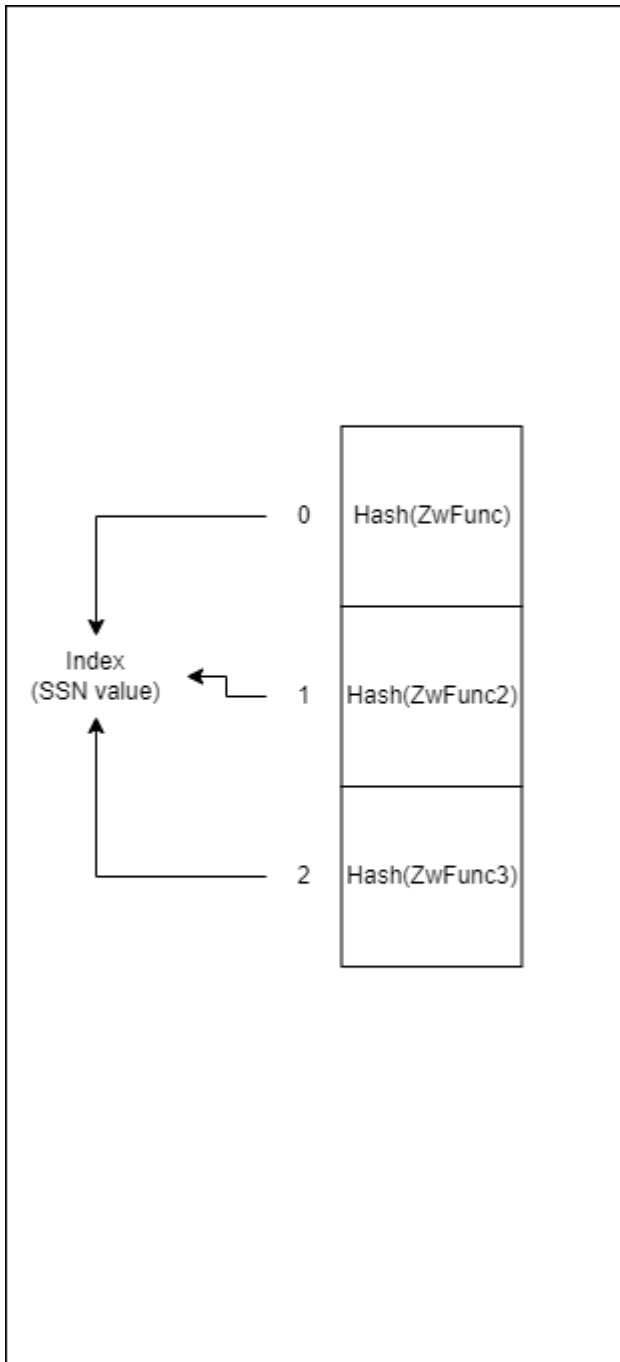 0
Hash(ZwFunc)
Index
(SSN value)
1
Hash(ZwFunc2)
2
Hash(ZwFunc3)